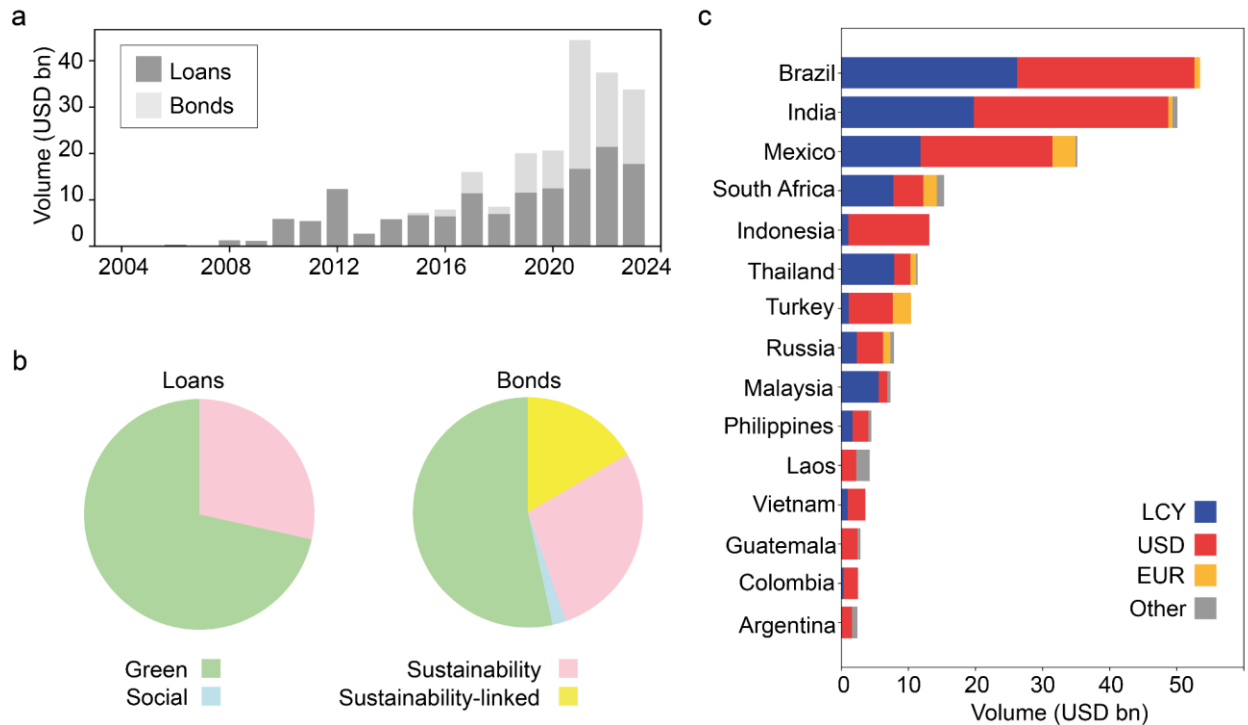 a
Volume (USD bn)
40
30
20
10
0
Loans
Bonds
2004 2008 2012 2016 2020 2024
b
Loans Bonds
Green Sustainability
Social Sustainability-linked
c
Brazil
India
Mexico
South Africa
Indonesia
Thailand
Turkey
Russia
Malaysia
Philippines
Laos
Vietnam
Guatemala
Colombia
Argentina
LCY
USD
EUR
Other
0 10 20 30 40 50
Volume (USD bn)